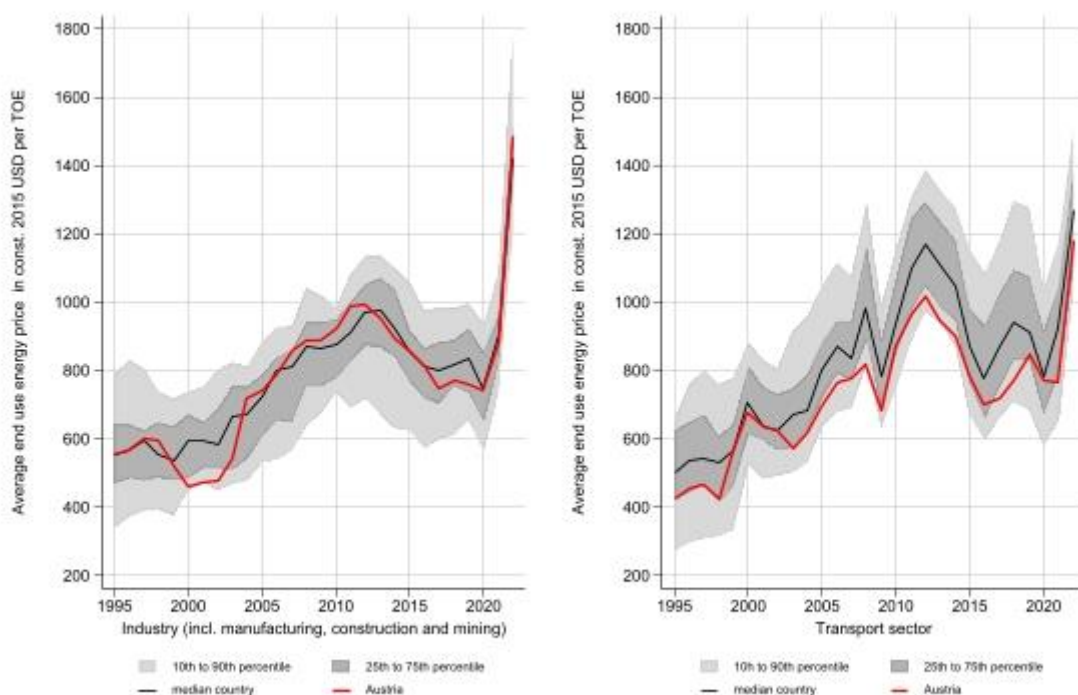 Average end use energy price in const. 2015 USD per TOE
1800
1600
1400
1200
1000
800
600
400
200
1995
2000
2005
2010
2015
2020
Industry (incl. manufacturing, construction and mining)
10th to 90th percentile
25th to 75th percentile
median country
Austria
Average end use energy price in const. 2015 USD per TOE
1800
1600
1400
1200
1000
800
600
400
200
1995
2000
2005
2010
2015
2020
Transport sector
10h to 90th percentile
25th to 75th percentile
median country
Austria